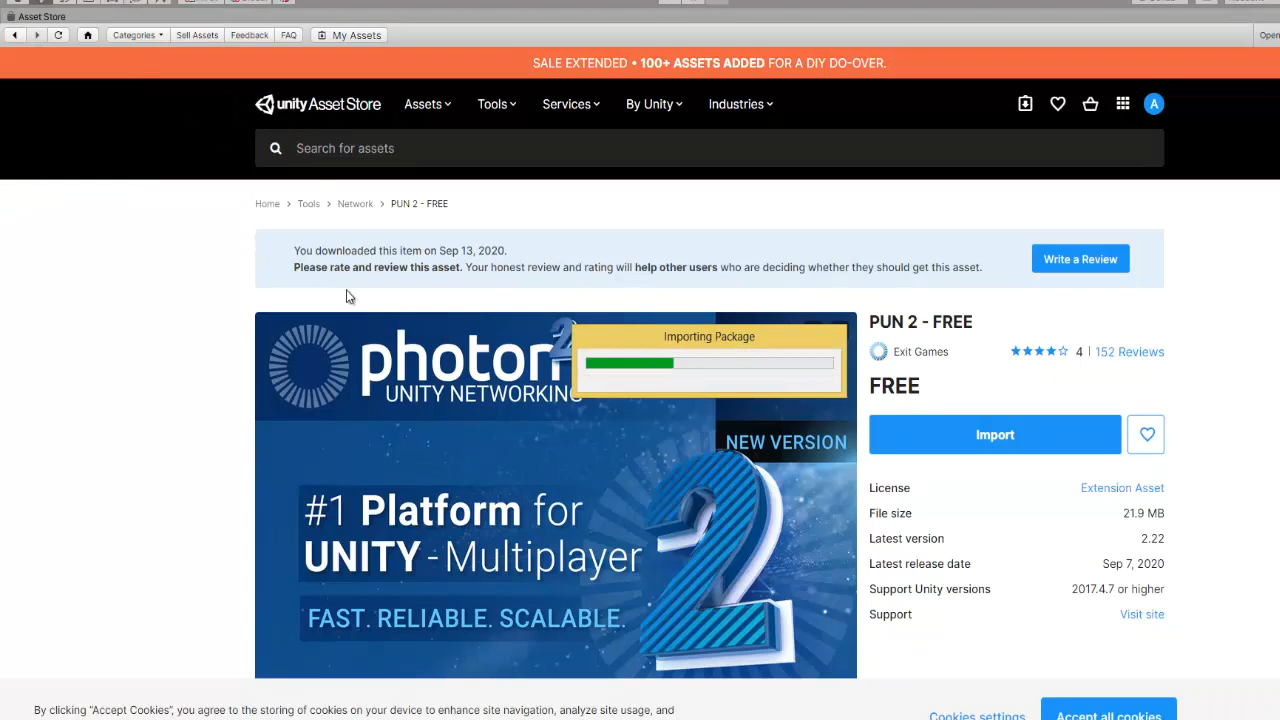 Asset Store
Categories
Sell Assets
Feedback
FAQ
My Assets
Open
SALE EXTENDED • 100+ ASSETS ADDED FOR A DIY DO-OVER.
unity Asset Store
Assets
Tools
Services
By Unity
Industries
A
Search for assets
Home > Tools > Network > PUN 2 - FREE
You downloaded this item on Sep 13, 2020.
Please rate and review this asset. Your honest review and rating will help other users who are deciding whether they should get this asset.
Write a Review
photon 2
UNITY NETWORKING
Importing Package
NEW VERSION
#1 Platform for
UNITY - Multiplayer
FAST. RELIABLE. SCALABLE.
2
PUN 2 - FREE
Exit Games
4 | 152 Reviews
FREE
Import
License Extension Asset
File size 21.9 MB
Latest version 2.22
Latest release date Sep 7, 2020
Support Unity versions 2017.4.7 or higher
Support Visit site
By clicking “Accept Cookies”, you agree to the storing of cookies on your device to enhance site navigation, analyze site usage, and
Cookies settings
Accept all cookies